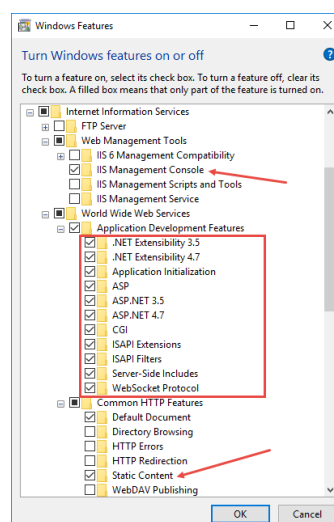 Windows Features
Turn Windows features on or off
To turn a feature on, select its check box. To turn a feature off, clear its
check box. A filled box means that only part of the feature is turned on.
Internet Information Services
FTP Server
Web Management Tools
IIS 6 Management Compatibility
IIS Management Console
IIS Management Scripts and Tools
IIS Management Service
World Wide Web Services
Application Development Features
.NET Extensibility 3.5
.NET Extensibility 4.7
Application Initialization
ASP
ASP.NET 3.5
ASP.NET 4.7
CGI
ISAPI Extensions
ISAPI Filters
Server-Side Includes
WebSocket Protocol
Common HTTP Features
Default Document
Directory Browsing
HTTP Errors
HTTP Redirection
Static Content
WebDAV Publishing
OK Cancel